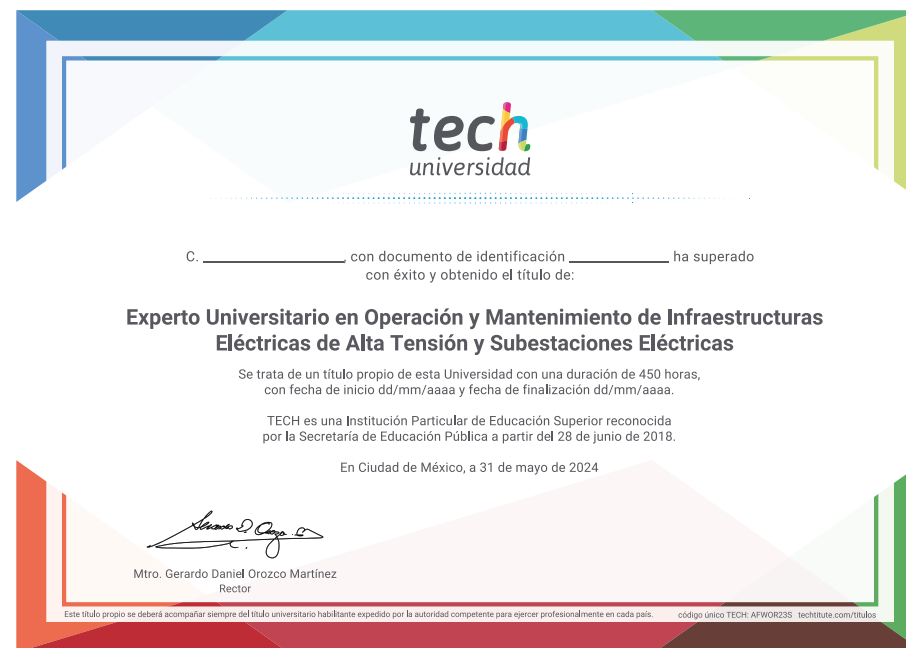 tech
universidad
C. ____________________, con documento de identificación ______________ ha superado
con éxito y obtenido el título de:
Experto Universitario en Operación y Mantenimiento de Infraestructuras
Eléctricas de Alta Tensión y Subestaciones Eléctricas
Se trata de un título propio de esta Universidad con una duración de 450 horas,
con fecha de inicio dd/mm/aaaa y fecha de finalización dd/mm/aaaa.
TECH es una Institución Particular de Educación Superior reconocida
por la Secretaría de Educación Pública a partir del 28 de junio de 2018.
En Ciudad de México, a 31 de mayo de 2024
Mtro. Gerardo Daniel Orozco Martínez
Rector
Este título propio se deberá acompañar siempre del título universitario habilitante expedido por la autoridad competente para ejercer profesionalmente en cada país. código único TECH: AFWOR23S techtitute.com/titulos